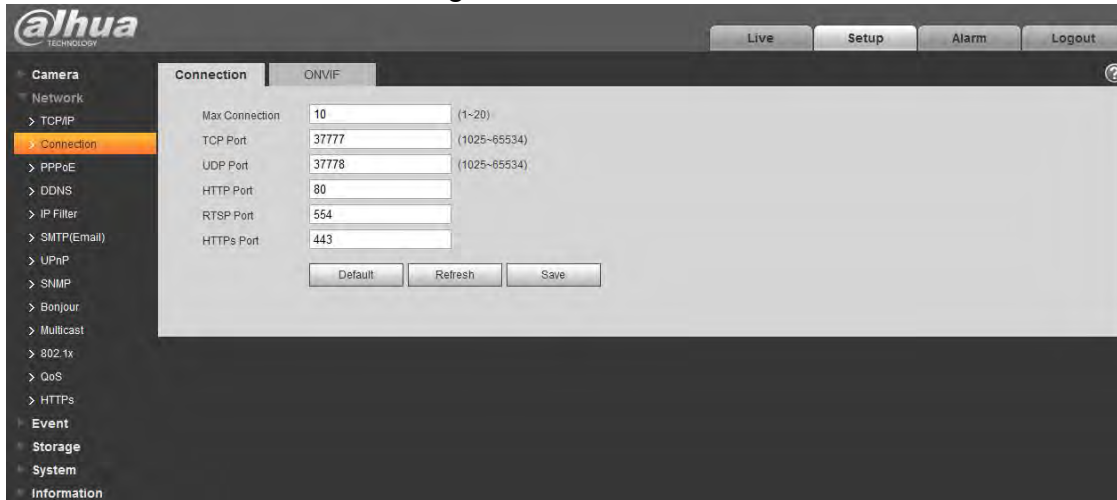 alhua
TECHNOLOGY
Live Setup Alarm Logout
Camera
Network
> TCP/IP
> Connection
> PPPoE
> DDNS
> IP Filter
> SMTP(Email)
> UPnP
> SNMP
> Bonjour
> Multicast
> 802.1x
> QoS
> HTTPs
Event
Storage
System
Information
Connection ONVIF
?
Max Connection 10 (1~20)
TCP Port 37777 (1025~65534)
UDP Port 37778 (1025~65534)
HTTP Port 80
RTSP Port 554
HTTPs Port 443
Default Refresh Save